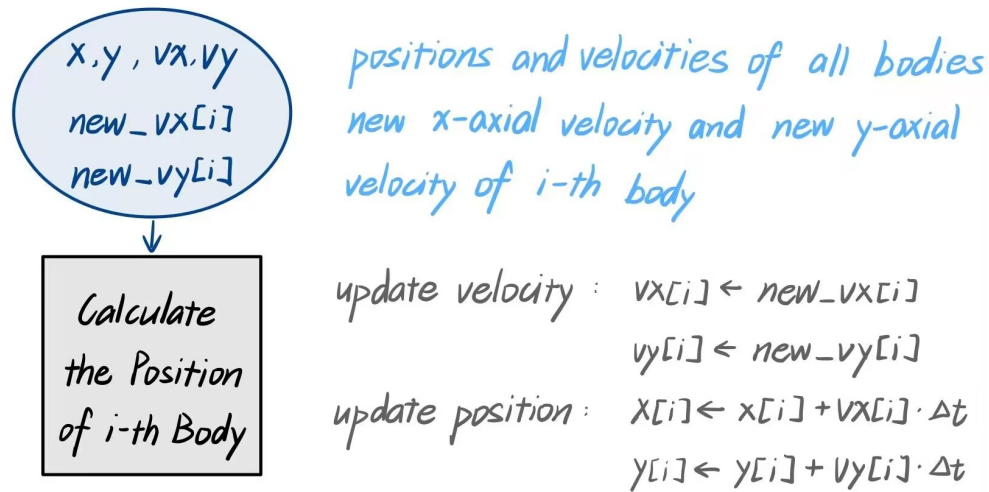 x, y, vx, vy
new_vx[i]
new_vy[i]
positions and velocities of all bodies
new x-axial velocity and new y-axial
velocity of i-th body
Calculate
the Position
of i-th Body
update velocity : vx[i] ← new_vx[i]
vy[i] ← new_vy[i]
update position : x[i] ← x[i] + vx[i] · Δt
y[i] ← y[i] + vy[i] · Δt